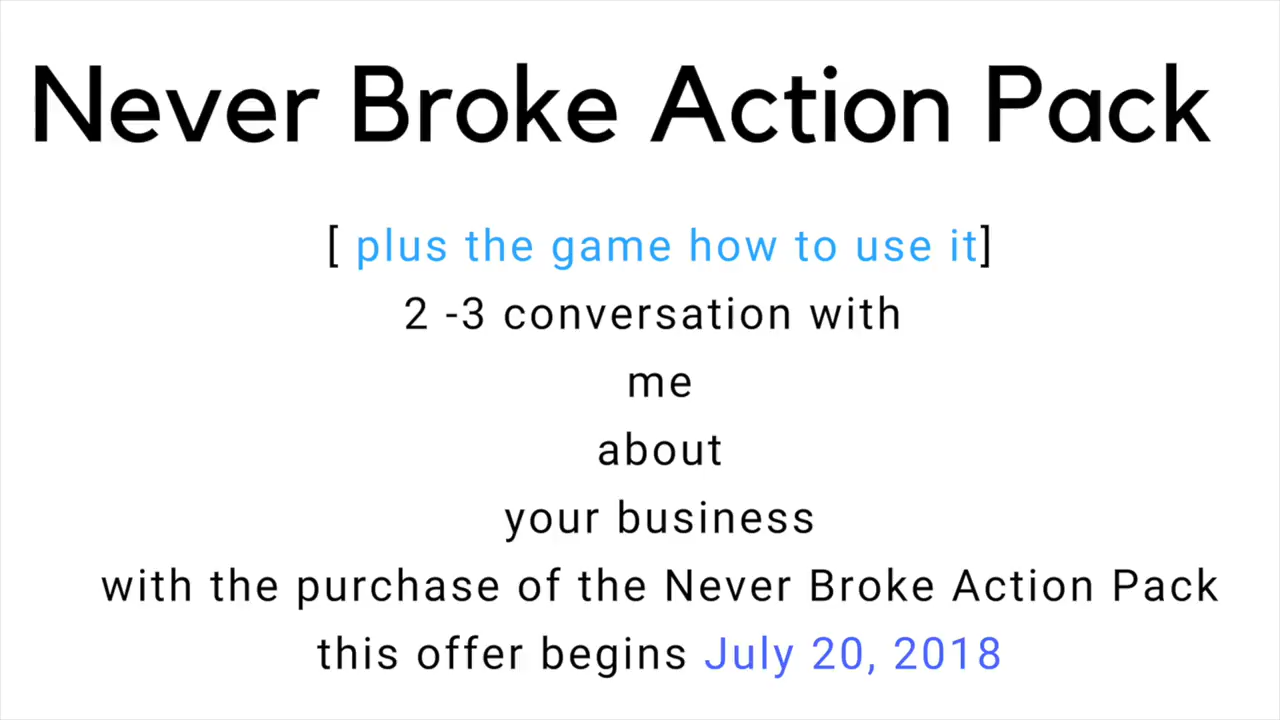 Never Broke Action Pack
[ plus the game how to use it]
2 -3 conversation with
me
about
your business
with the purchase of the Never Broke Action Pack
this offer begins July 20, 2018